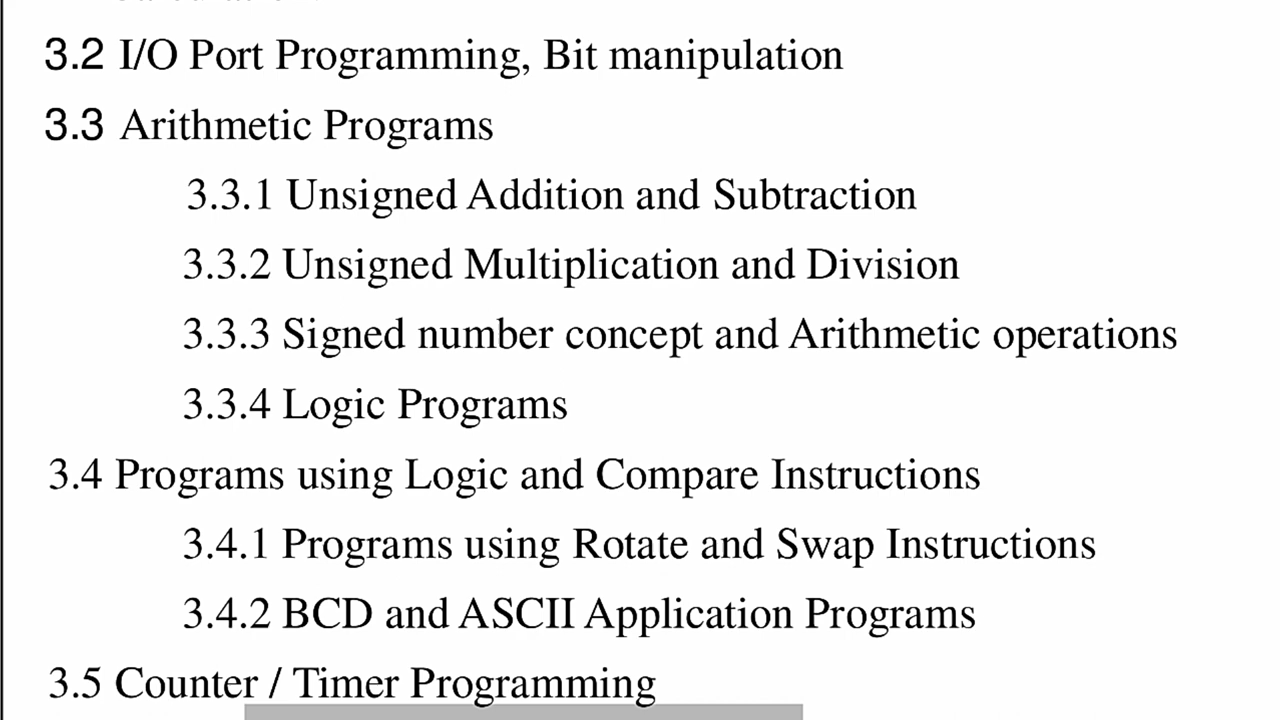 3.2 I/O Port Programming, Bit manipulation
3.3 Arithmetic Programs
3.3.1 Unsigned Addition and Subtraction
3.3.2 Unsigned Multiplication and Division
3.3.3 Signed number concept and Arithmetic operations
3.3.4 Logic Programs
3.4 Programs using Logic and Compare Instructions
3.4.1 Programs using Rotate and Swap Instructions
3.4.2 BCD and ASCII Application Programs
3.5 Counter / Timer Programming